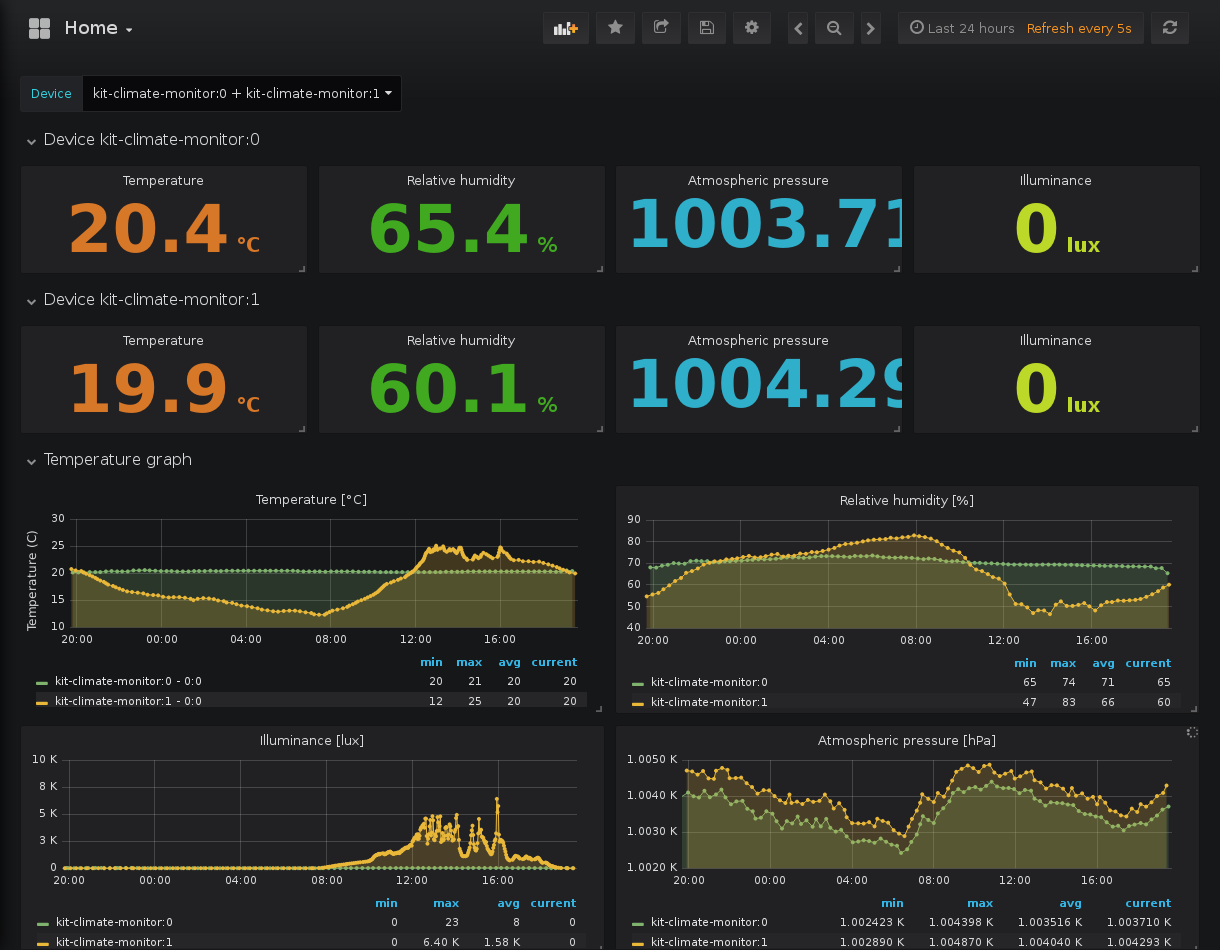 Home
Last 24 hours Refresh every 5s
Device kit-climate-monitor:0 + kit-climate-monitor:1
Device kit-climate-monitor:0
Temperature Relative humidity Atmospheric pressure Illuminance
20.4 °C 65.4 % 1003.71 0 lux
Device kit-climate-monitor:1
Temperature Relative humidity Atmospheric pressure Illuminance
19.9 °C 60.1 % 1004.29 0 lux
Temperature graph
Temperature [°C]
Temperature (C)
30
25
20
15
10
20:00 00:00 04:00 08:00 12:00 16:00
min max avg current
kit-climate-monitor:0 - 0:0 20 21 20 20
kit-climate-monitor:1 - 0:0 12 25 20 20
Relative humidity [%]
90
80
70
60
50
40
20:00 00:00 04:00 08:00 12:00 16:00
min max avg current
kit-climate-monitor:0 65 74 71 65
kit-climate-monitor:1 47 83 66 60
Illuminance [lux]
10 K
8 K
5 K
3 K
0
20:00 00:00 04:00 08:00 12:00 16:00
min max avg current
kit-climate-monitor:0 0 23 8 0
kit-climate-monitor:1 0 6.40 K 1.58 K 0
Atmospheric pressure [hPa]
1.0050 K
1.0040 K
1.0030 K
1.0020 K
20:00 00:00 04:00 08:00 12:00 16:00
min max avg current
kit-climate-monitor:0 1.002423 K 1.004398 K 1.003516 K 1.003710 K
kit-climate-monitor:1 1.002890 K 1.004870 K 1.004040 K 1.004293 K